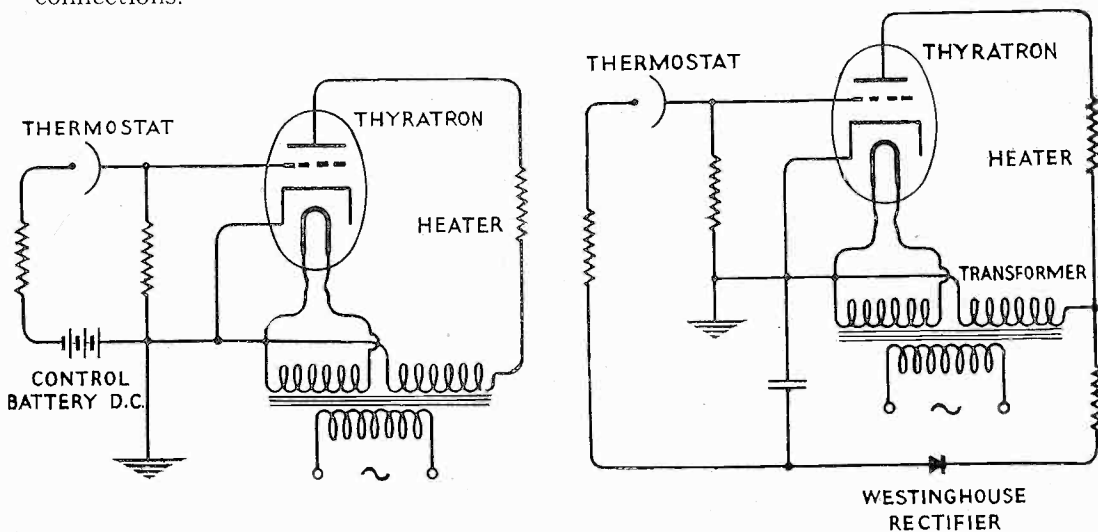 connections.
THERMOSTAT
THYRATRON
HEATER
CONTROL
BATTERY D.C.
~
THERMOSTAT
THYRATRON
HEATER
TRANSFORMER
~
WESTINGHOUSE
RECTIFIER